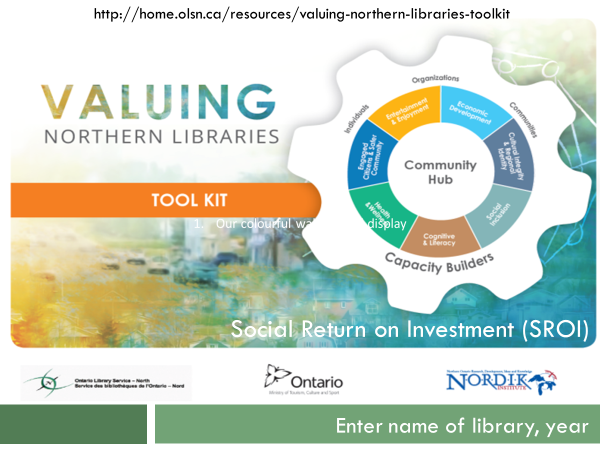 http://home.olsn.ca/resources/valuing-northern-libraries-toolkit
VALUING
NORTHERN LIBRARIES
TOOL KIT
Organizations
Individuals
Communities
Entertainment
& Enjoyment
Economic
Development
Cultural Integrity
& Regional
Identity
Social
Inclusion
Cognitive
& Literacy
Health
& Wellness
Engaged
Citizens & Safer
Community
Community
Hub
Capacity Builders
1. Our colourful display
Social Return on Investment (SROI)
Ontario Library Service – North
Service des bibliothèques de l'Ontario – Nord
Ontario
Ministry of Tourism, Culture and Sport
NORDIK
INSTITUTE
Enter name of library, year